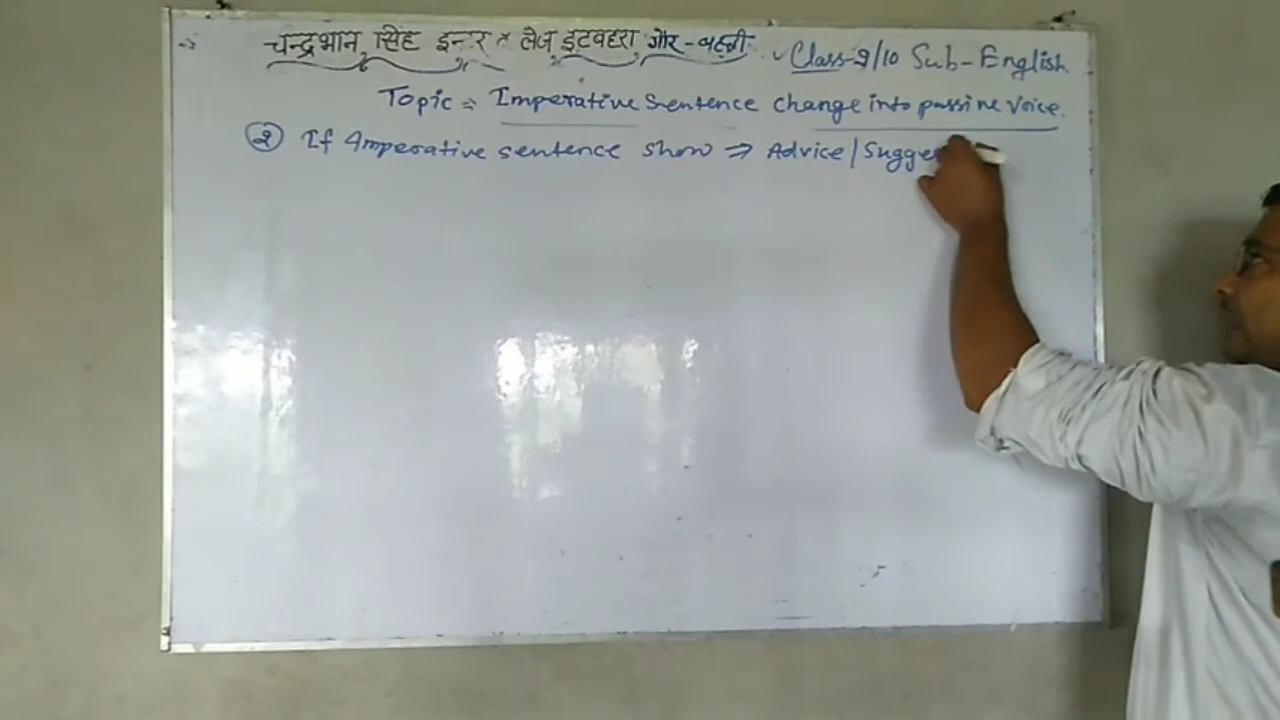 चन्द्रभान सिंह इन्टर कॉलेज इटवहरा गौर-बस्ती Class-9/10 Sub-English
Topic:- Imperative Sentence change into passive voice.
② If Imperative sentence show ⇒ Advice/Sugge